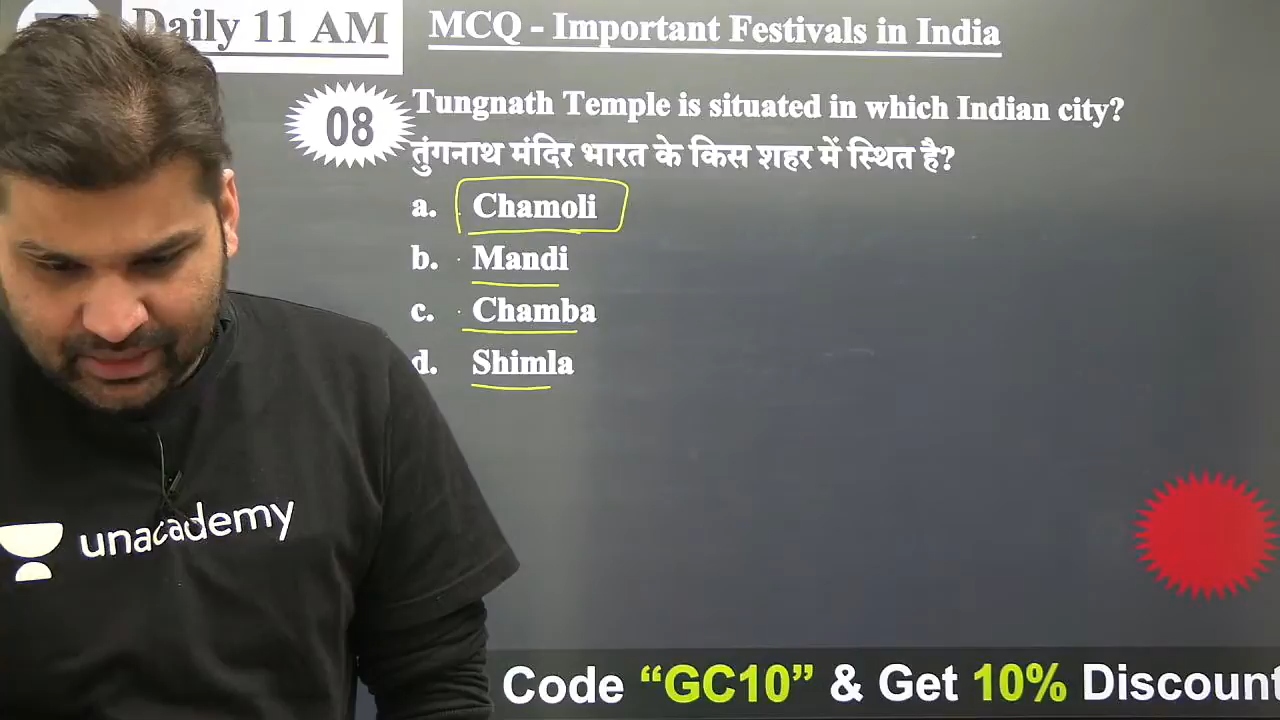 Daily 11 AM
MCQ - Important Festivals in India
08
Tungnath Temple is situated in which Indian city?
तुंगनाथ मंदिर भारत के किस शहर में स्थित है?
a. Chamoli
b. Mandi
c. Chamba
d. Shimla
unacademy
Code “GC10” & Get 10% Discount